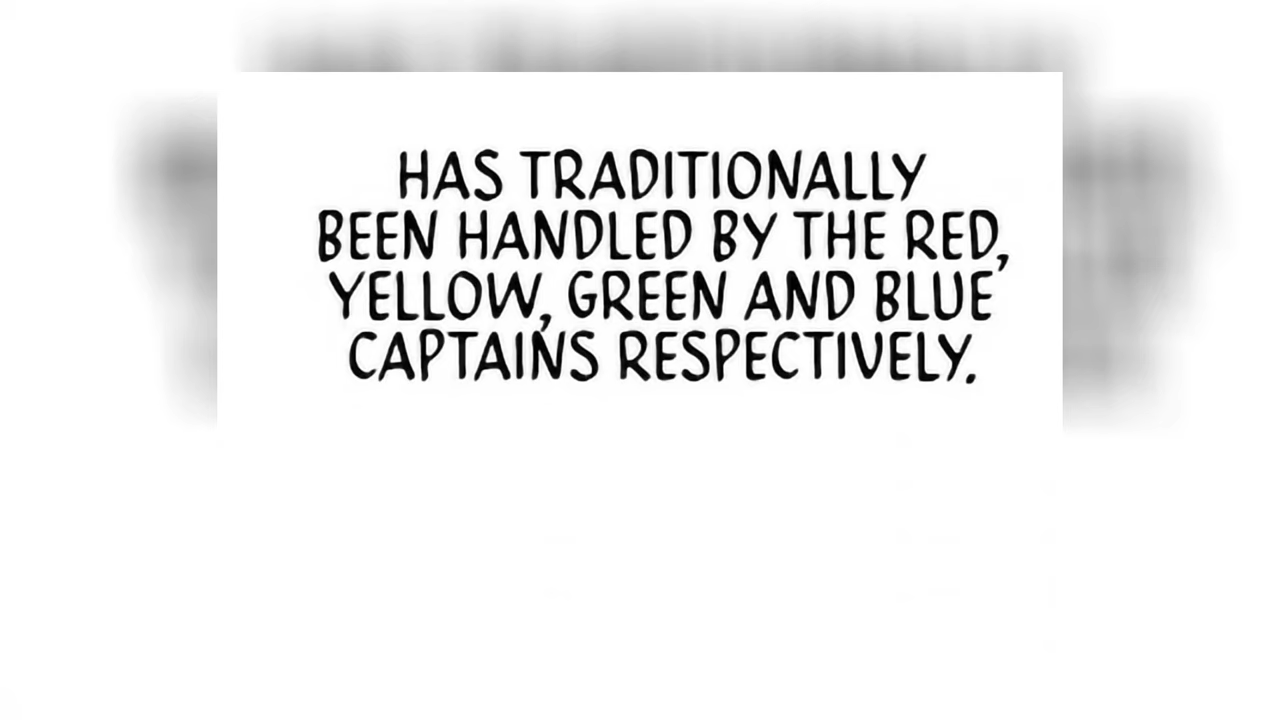 HAS TRADITIONALLY
BEEN HANDLED BY THE RED,
YELLOW, GREEN AND BLUE
CAPTAINS RESPECTIVELY.